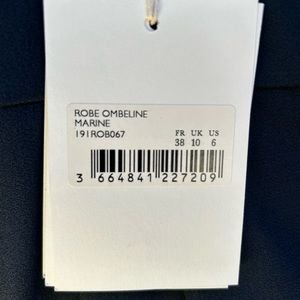 ROBE OMBELINE
MARINE
191ROB067
FR UK US
38 10 6
3 664841 227209